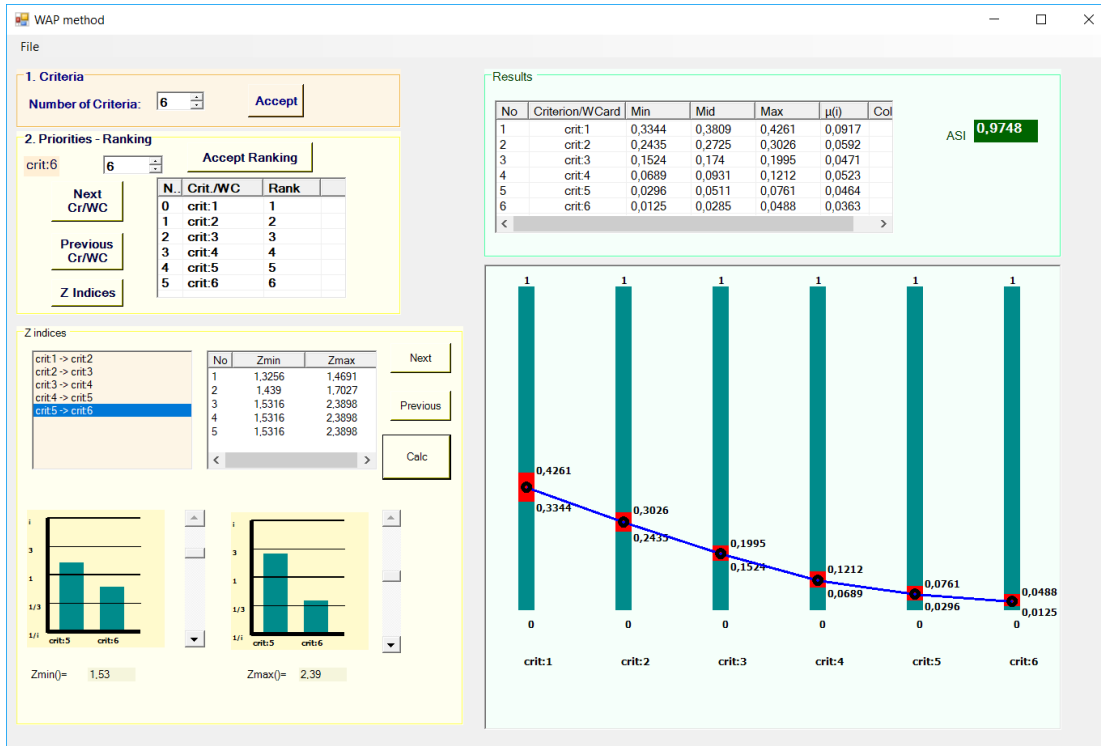 WAP method
File
1. Criteria
Number of Criteria: 6 Accept
2. Priorities - Ranking
crit:6 6 Accept Ranking
Next Cr/WC
Previous Cr/WC
Z Indices
N.. Crit./WC Rank
0 crit:1 1
1 crit:2 2
2 crit:3 3
3 crit:4 4
4 crit:5 5
5 crit:6 6
Z indices
crit:1 -> crit:2
crit:2 -> crit:3
crit:3 -> crit:4
crit:4 -> crit:5
crit:5 -> crit:6
No Zmin Zmax
1 1,3256 1,4691
2 1,439 1,7027
3 1,5316 2,3898
4 1,5316 2,3898
5 1,5316 2,3898
Next
Previous
Calc
i
3
1
1/3
1/i
crit:5 crit:6
i
3
1
1/3
1/i
crit:5 crit:6
Zmin()= 1,53
Zmax()= 2,39
Results
No Criterion/WCard Min Mid Max μ(i) Col
1 crit:1 0,3344 0,3809 0,4261 0,0917
2 crit:2 0,2435 0,2725 0,3026 0,0592
3 crit:3 0,1524 0,174 0,1995 0,0471
4 crit:4 0,0689 0,0931 0,1212 0,0523
5 crit:5 0,0296 0,0511 0,0761 0,0464
6 crit:6 0,0125 0,0285 0,0488 0,0363
ASI 0,9748
1 1 1 1 1 1
0,4261
0,3344
0,3026
0,2435
0,1995
0,1524
0,1212
0,0689
0,0761
0,0296
0,0488
0,0125
0 0 0 0 0 0
crit:1 crit:2 crit:3 crit:4 crit:5 crit:6